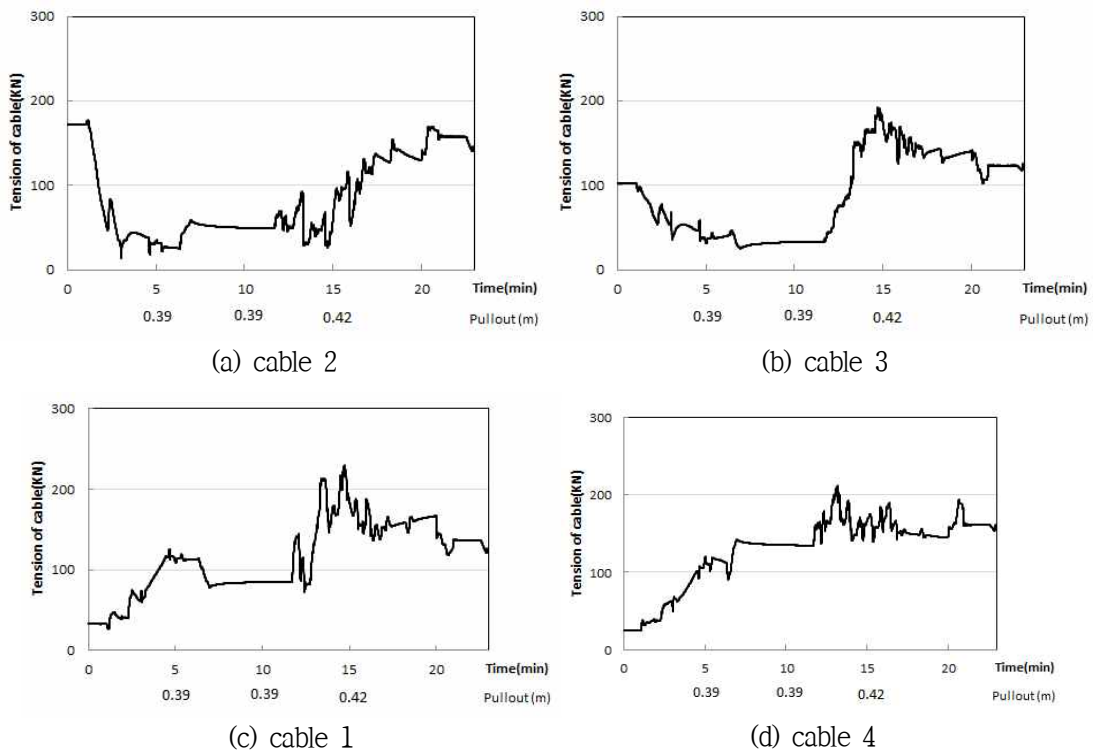 300
200
100
0
Tension of cable(KN)
0 5 10 15 20 Time(min)
0.39 0.39 0.42 Pullout (m)
(a) cable 2
300
200
100
0
Tension of cable(KN)
0 5 10 15 20 Time(min)
0.39 0.39 0.42 Pullout (m)
(b) cable 3
300
200
100
0
Tension of cable(KN)
0 5 10 15 20 Time(min)
0.39 0.39 0.42 Pullout (m)
(c) cable 1
300
200
100
0
Tension of cable(KN)
0 5 10 15 20 Time(min)
0.39 0.39 0.42 Pullout (m)
(d) cable 4